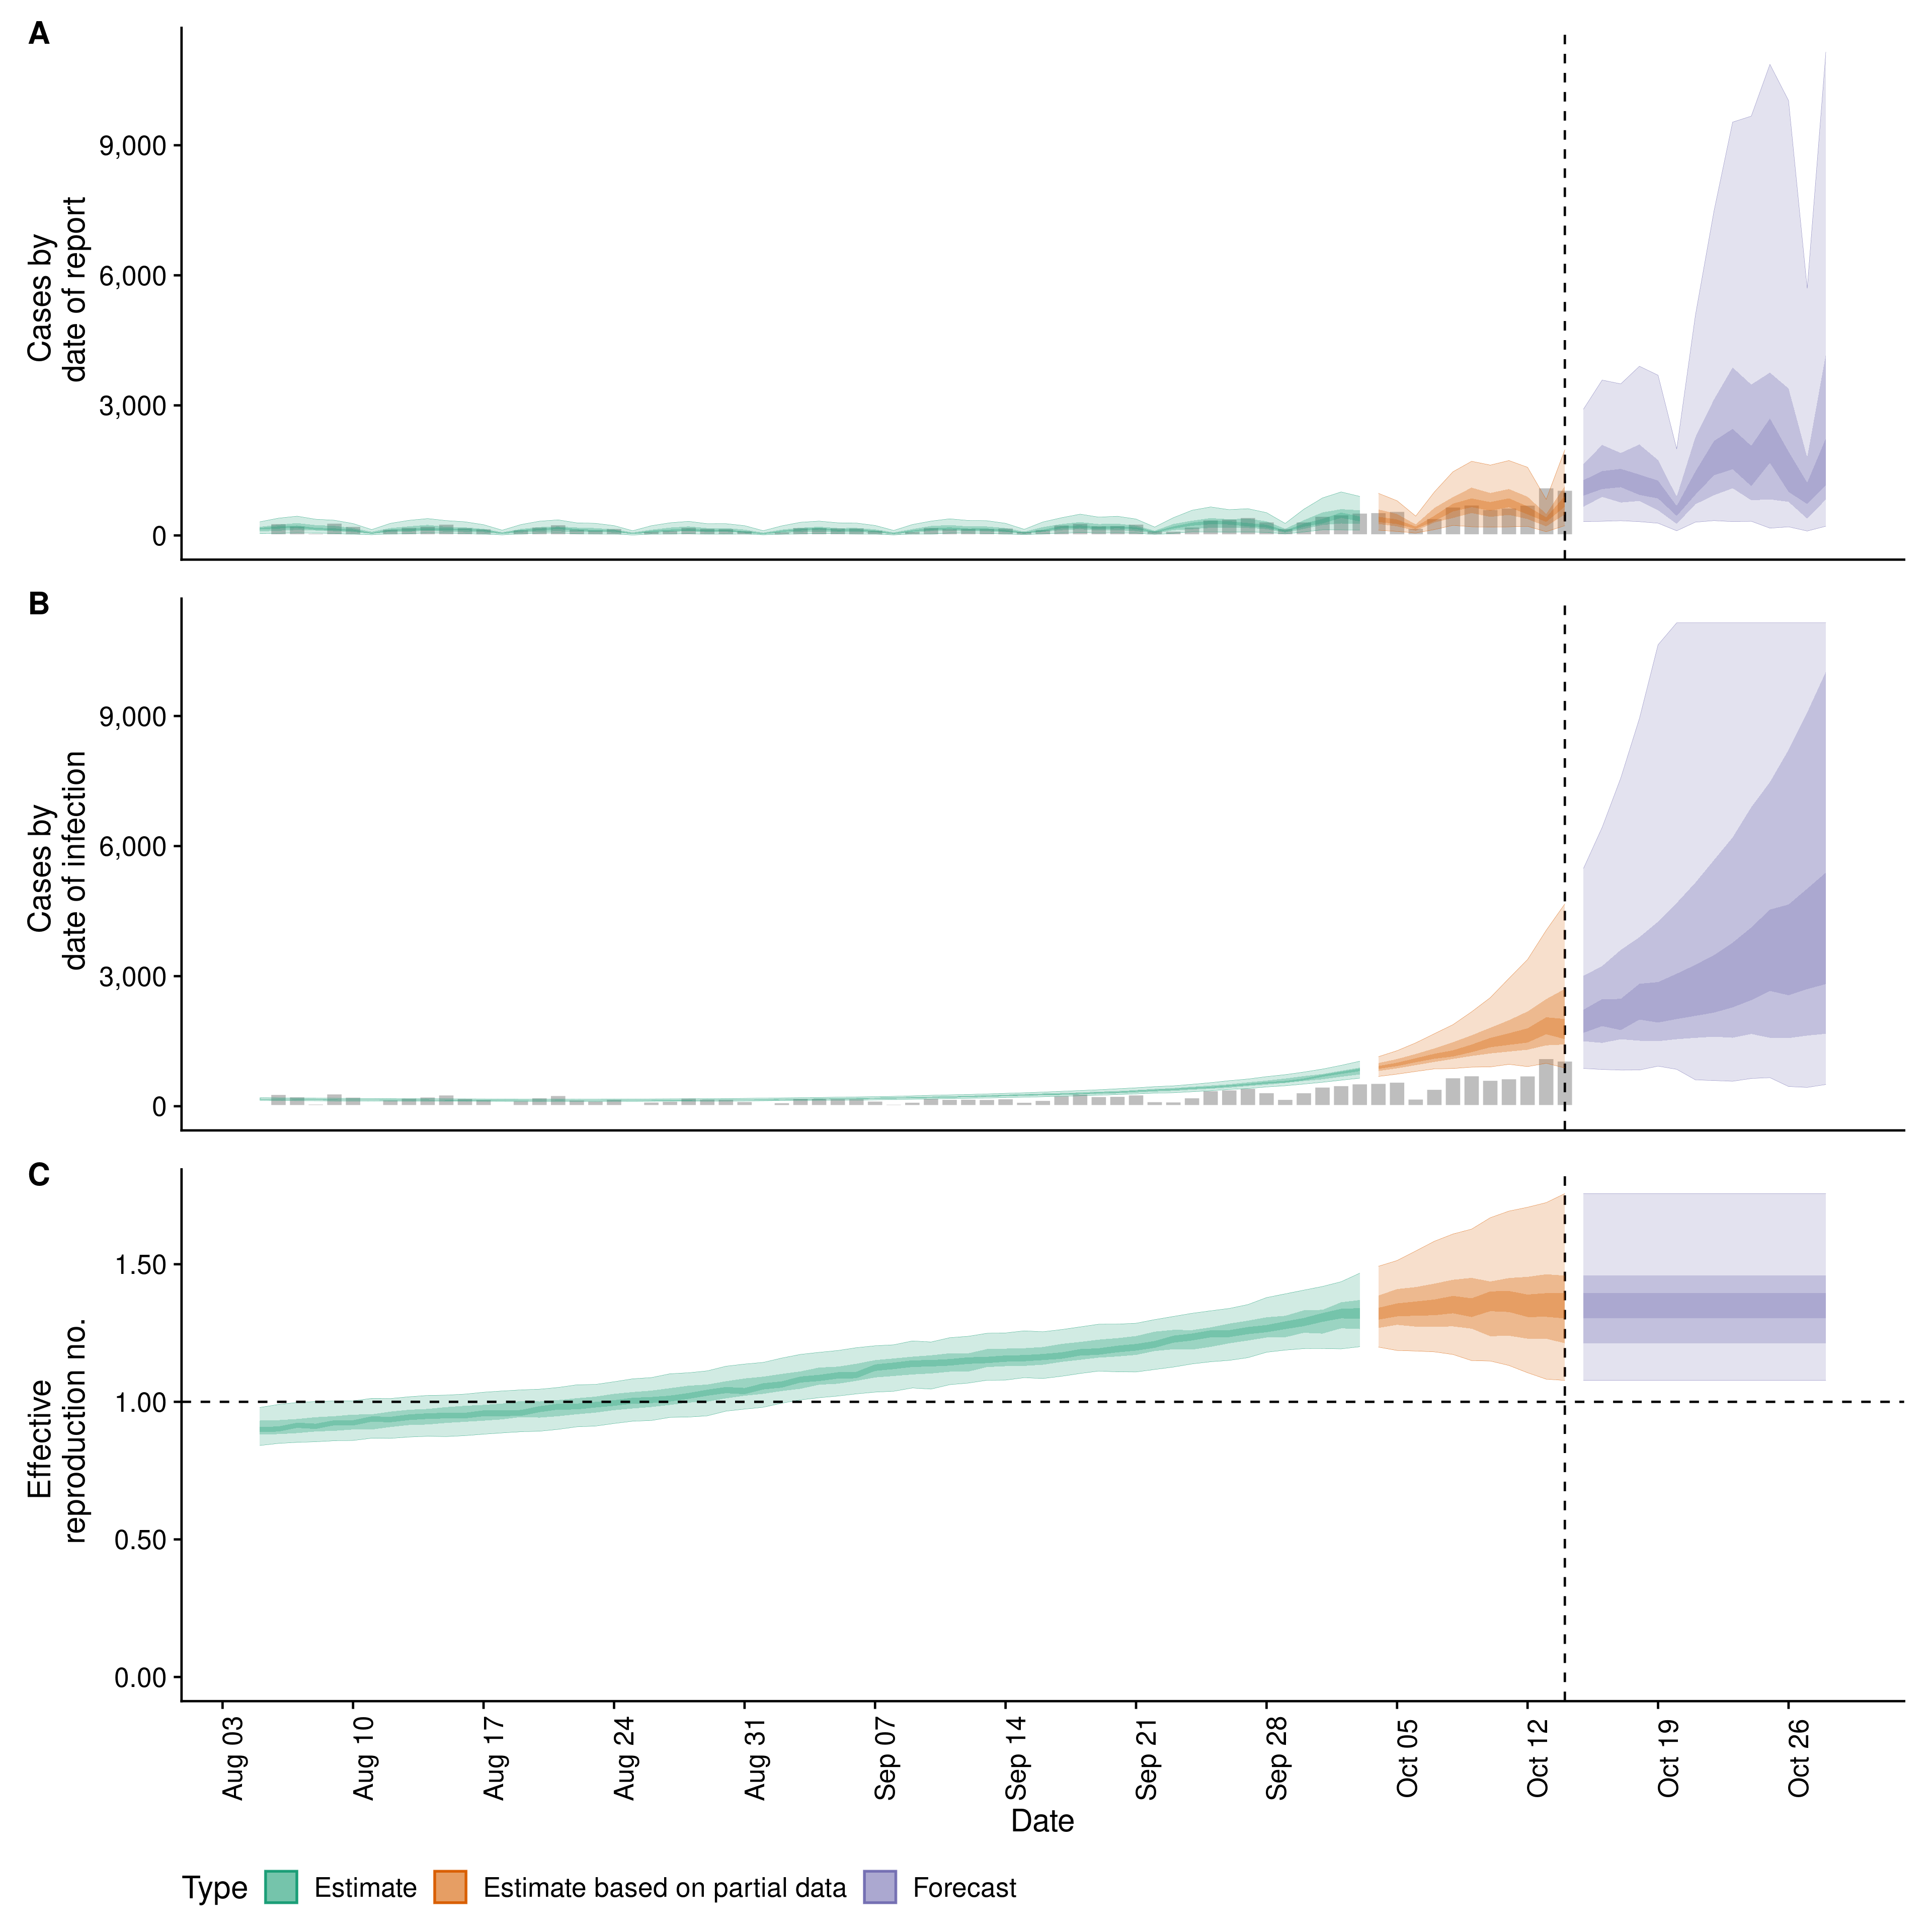 A
Cases by
date of report
9,000
6,000
3,000
0
B
Cases by
date of infection
9,000
6,000
3,000
0
C
Effective
reproduction no.
1.50
1.00
0.50
0.00
Aug 03
Aug 10
Aug 17
Aug 24
Aug 31
Sep 07
Sep 14
Sep 21
Sep 28
Oct 05
Oct 12
Oct 19
Oct 26
Date
Type Estimate Estimate based on partial data Forecast